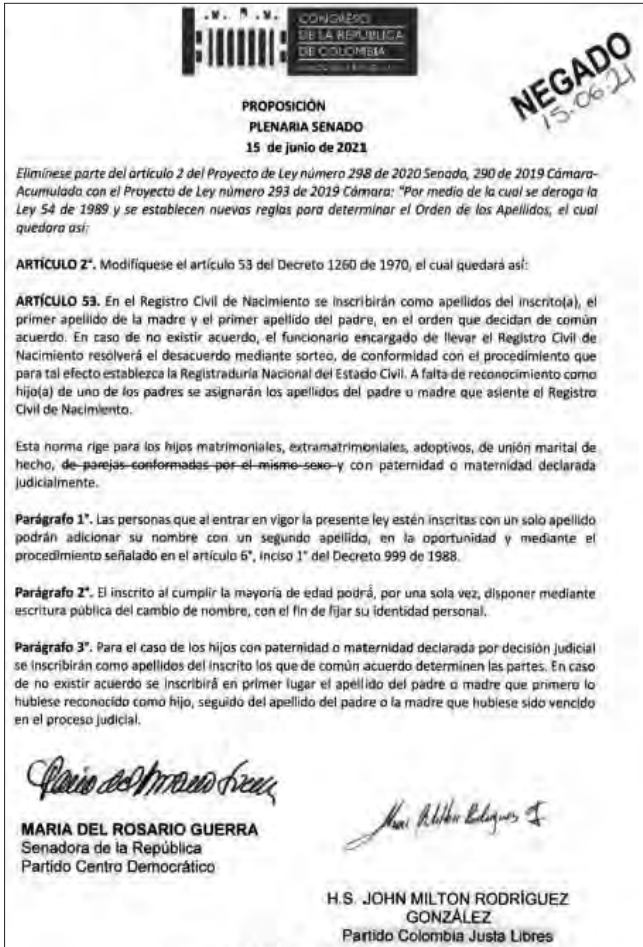 CONGRESO
DE LA REPÚBLICA
DE COLOMBIA
NEGADO
15.06.21
PROPOSICIÓN
PLENARIA SENADO
15 de junio de 2021
Elimínese parte del artículo 2 del Proyecto de Ley número 298 de 2020 Senado, 290 de 2019 Cámara-
Acumulado con el Proyecto de Ley número 293 de 2019 Cámara: "Por medio de la cual se deroga la
Ley 54 de 1989 y se establecen nuevas reglas para determinar el Orden de los Apellidos, el cual
quedara así:
ARTÍCULO 2°. Modifíquese el artículo 53 del Decreto 1260 de 1970, el cual quedará así:
ARTÍCULO 53. En el Registro Civil de Nacimiento se inscribirán como apellidos del inscrito(a), el
primer apellido de la madre y el primer apellido del padre, en el orden que decidan de común
acuerdo. En caso de no existir acuerdo, el funcionario encargado de llevar el Registro Civil de
Nacimiento resolverá el desacuerdo mediante sorteo, de conformidad con el procedimiento que
para tal efecto establezca la Registraduría Nacional del Estado Civil. A falta de reconocimiento como
hijo(a) de uno de los padres se asignarán los apellidos del padre o madre que asiente el Registro
Civil de Nacimiento.
Esta norma rige para los hijos matrimoniales, extramatrimoniales, adoptivos, de unión marital de
hecho, de parejas conformadas por el mismo sexo y con paternidad o maternidad declarada
judicialmente.
Parágrafo 1°. Las personas que al entrar en vigor la presente ley estén inscritas con un solo apellido
podrán adicionar su nombre con un segundo apellido, en la oportunidad y mediante el
procedimiento señalado en el artículo 6°, inciso 1° del Decreto 999 de 1988.
Parágrafo 2°. El inscrito al cumplir la mayoría de edad podrá, por una sola vez, disponer mediante
escritura pública del cambio de nombre, con el fin de fijar su identidad personal.
Parágrafo 3°. Para el caso de los hijos con paternidad o maternidad declarada por decisión judicial
se inscribirán como apellidos del inscrito los que de común acuerdo determinen las partes. En caso
de no existir acuerdo se inscribirá en primer lugar el apellido del padre o madre que primero lo
hubiese reconocido como hijo, seguido del apellido del padre o la madre que hubiese sido vencido
en el proceso judicial.
MARIA DEL ROSARIO GUERRA
Senadora de la República
Partido Centro Democrático
H.S. JOHN MILTON RODRÍGUEZ
GONZÁLEZ
Partido Colombia Justa Libres